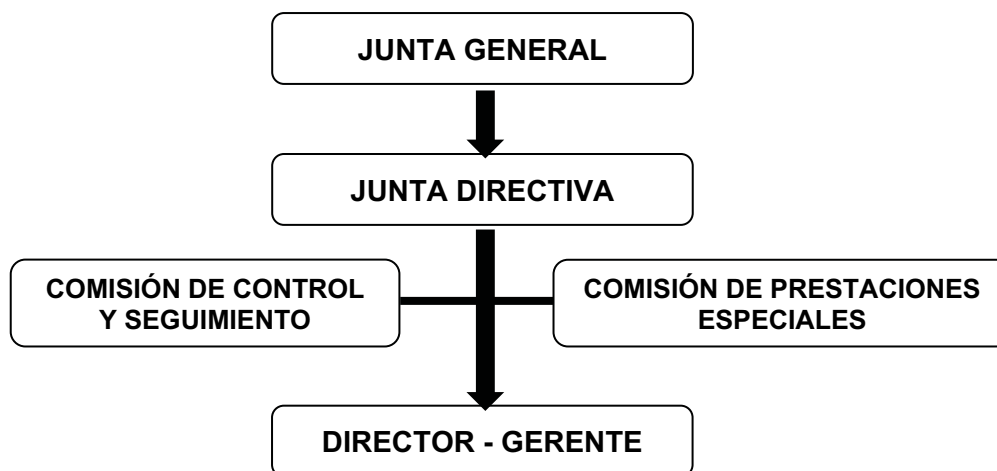 JUNTA GENERAL
JUNTA DIRECTIVA
COMISIÓN DE CONTROL
Y SEGUIMIENTO
COMISIÓN DE PRESTACIONES
ESPECIALES
DIRECTOR - GERENTE